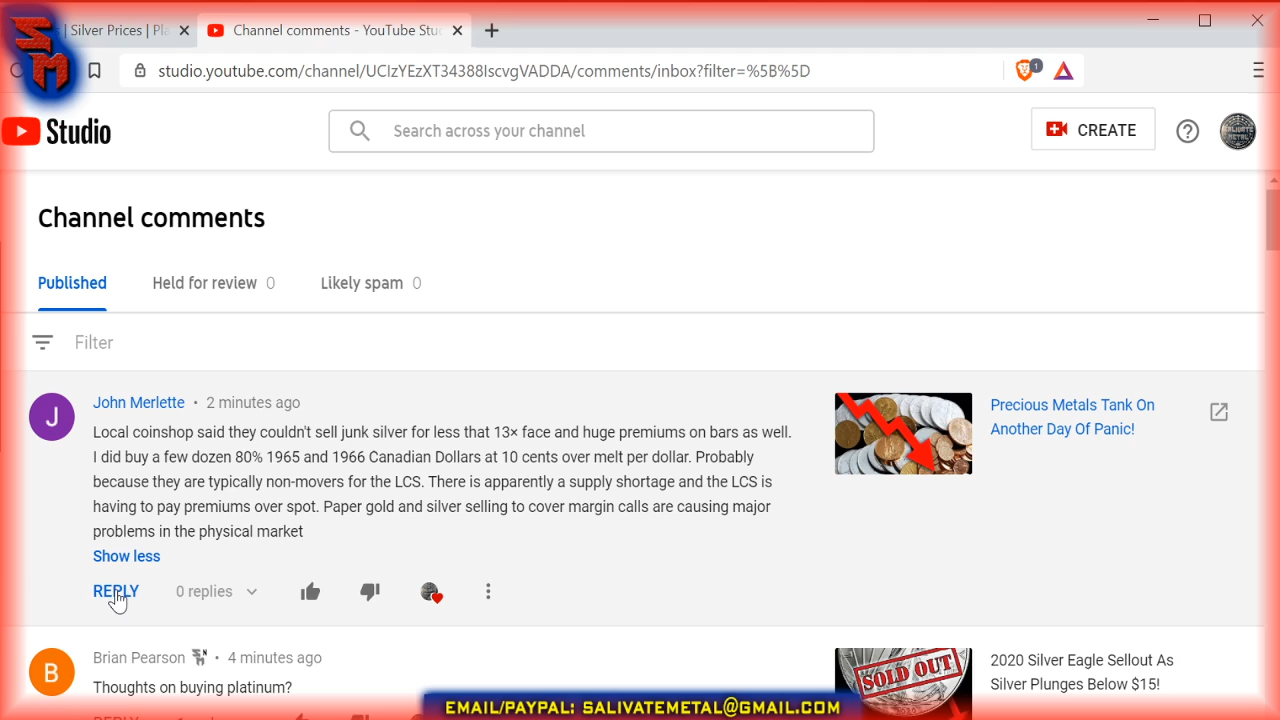 SM
| Silver Prices | Pla
Channel comments - YouTube Stu
studio.youtube.com/channel/UCIzYEzXT34388IscvgVADDA/comments/inbox?filter=%5B%5D
1
Studio
Search across your channel
CREATE
Channel comments
Published
Held for review 0
Likely spam 0
Filter
J
John Merlette • 2 minutes ago
Local coinshop said they couldn't sell junk silver for less that 13× face and huge premiums on bars as well.
I did buy a few dozen 80% 1965 and 1966 Canadian Dollars at 10 cents over melt per dollar. Probably
because they are typically non-movers for the LCS. There is apparently a supply shortage and the LCS is
having to pay premiums over spot. Paper gold and silver selling to cover margin calls are causing major
problems in the physical market
Show less
REPLY
0 replies
Precious Metals Tank On
Another Day Of Panic!
B
Brian Pearson • 4 minutes ago
Thoughts on buying platinum?
SOLD OUT
2020 Silver Eagle Sellout As
Silver Plunges Below $15!
EMAIL/PAYPAL: SALIVATEMETAL@GMAIL.COM